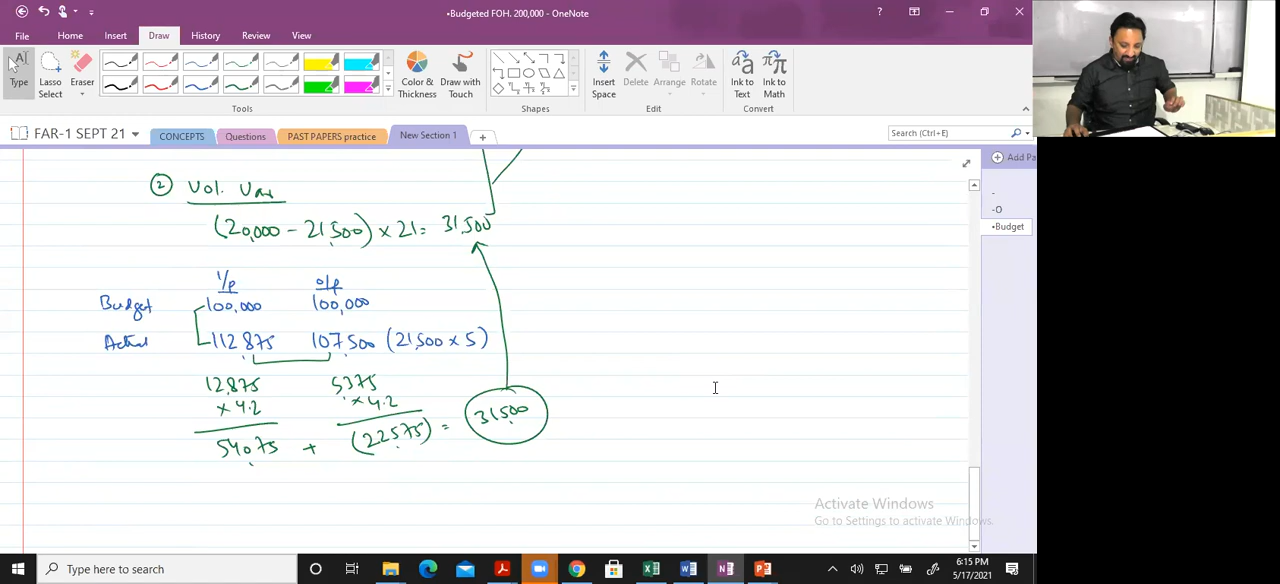 •Budgeted FOH. 200,000 - OneNote
?
File Home Insert Draw History Review View
Type
Lasso Select
Eraser
Color & Thickness
Draw with Touch
Insert Space
Delete
Arrange
Rotate
Ink to Text
Ink to Math
Tools
Shapes
Edit
Convert
FAR-1 SEPT 21
CONCEPTS
Questions
PAST PAPERS practice
New Section 1
Search (Ctrl+E)
Add Pa
-
-O
•Budget
② Vol. Var
(20,000 - 21,500) × 21 = 31,500
I/p O/p
Budget 100,000 100,000
Actual 112,875 107,500 (21,500 × 5)
12,875 5,375
× 4.2 × 4.2
54,075 + (22,575) = 31,500
Activate Windows
Go to Settings to activate Windows.
Type here to search
6:15 PM
5/17/2021